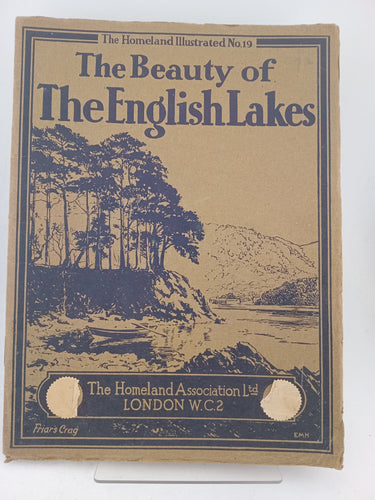 The Homeland Illustrated No.19
The Beauty of
The English Lakes
The Homeland Association Ltd
LONDON W.C.2
Friar's Crag
E.M.H